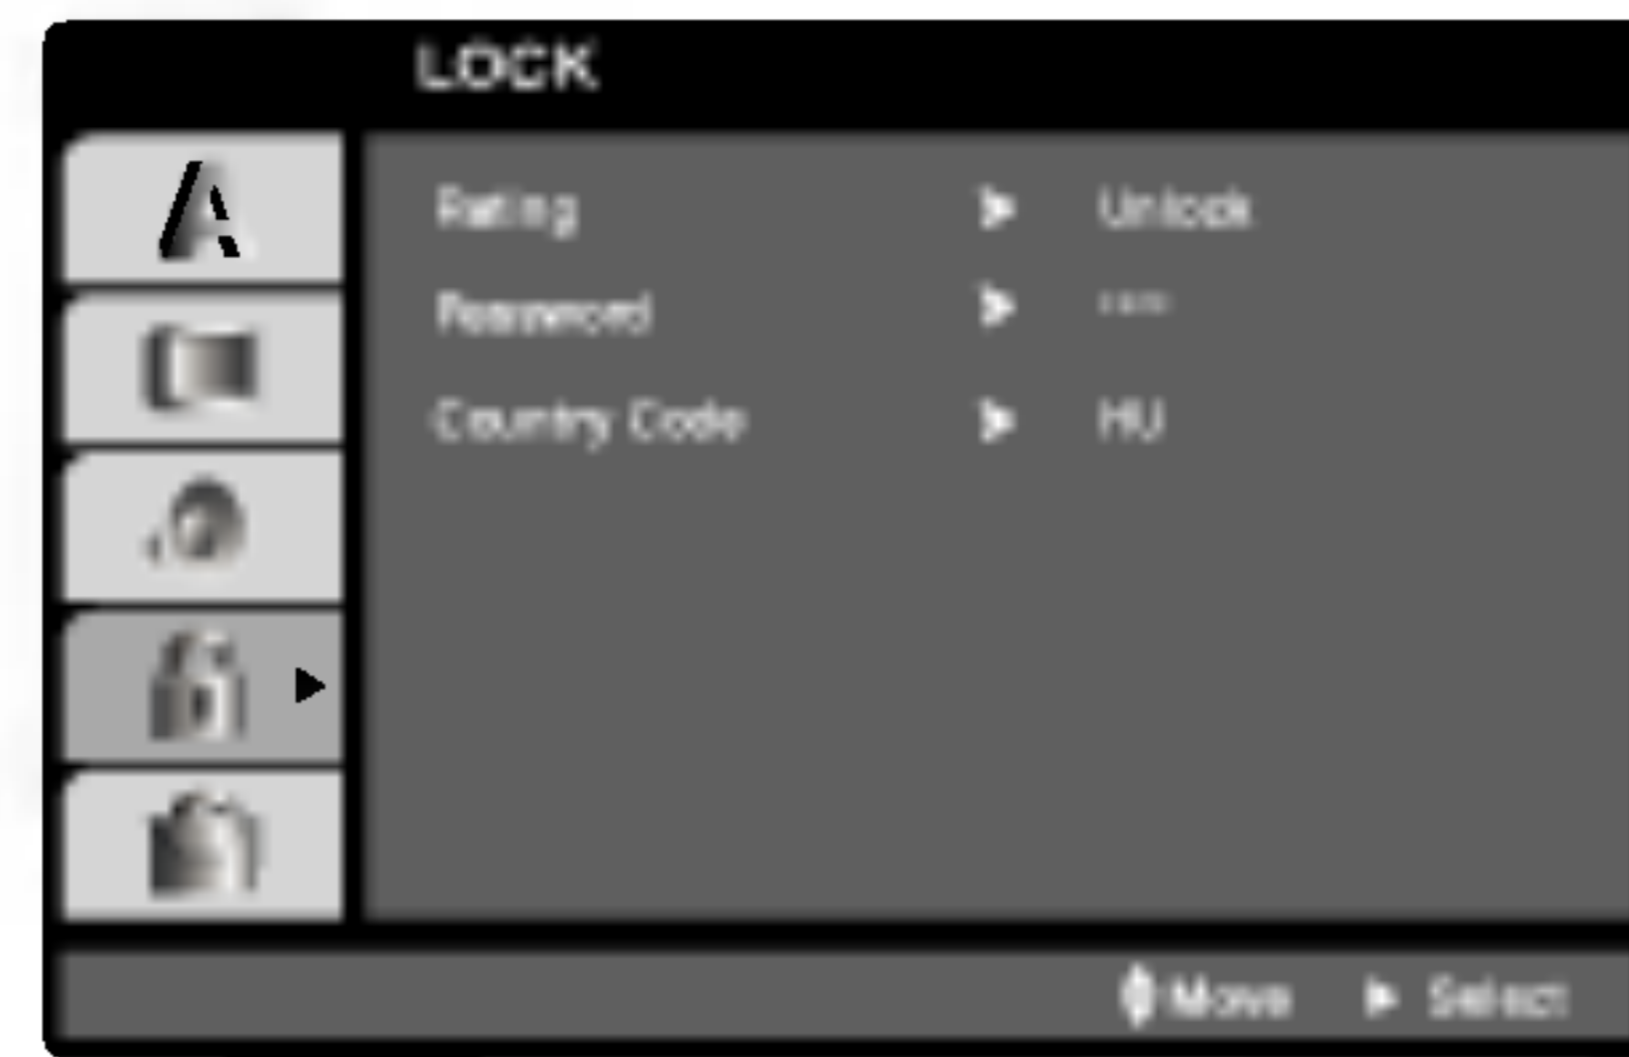 LOCK
A
Rating Unlock
Password ****
Country Code HU
Move Select